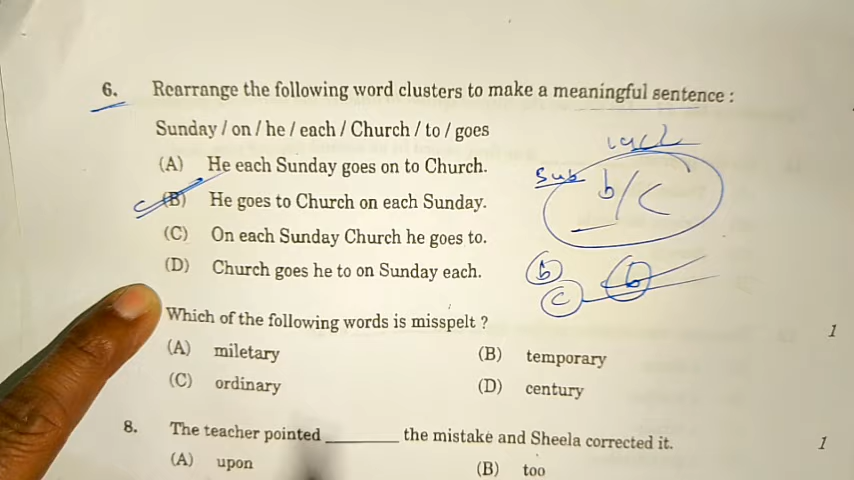 6. Rearrange the following word clusters to make a meaningful sentence :
Sunday / on / he / each / Church / to / goes
(A) He each Sunday goes on to Church.
(B) He goes to Church on each Sunday.
(C) On each Sunday Church he goes to.
(D) Church goes he to on Sunday each.
Sub
b/c
b
b
c
Which of the following words is misspelt ? 1
(A) miletary (B) temporary
(C) ordinary (D) century
8. The teacher pointed ________ the mistake and Sheela corrected it. 1
(A) upon (B) too